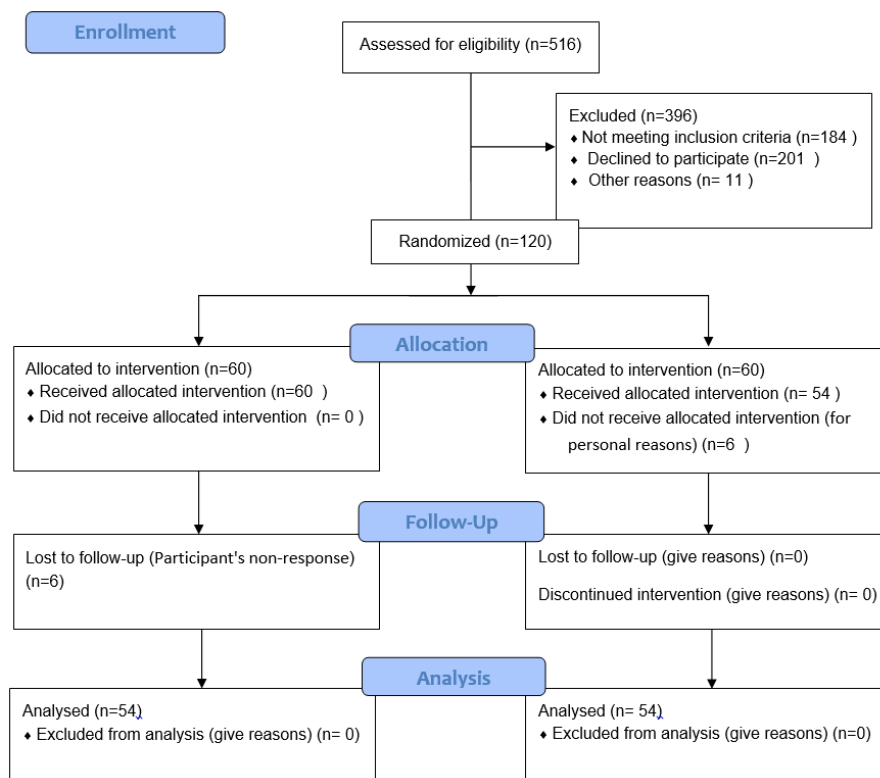 Enrollment
Assessed for eligibility (n=516)
Excluded (n=396)
♦ Not meeting inclusion criteria (n=184 )
♦ Declined to participate (n=201 )
♦ Other reasons (n= 11 )
Randomized (n=120)
Allocation
Allocated to intervention (n=60)
♦ Received allocated intervention (n=60 )
♦ Did not receive allocated intervention (n= 0 )
Allocated to intervention (n=60)
♦ Received allocated intervention (n= 54 )
♦ Did not receive allocated intervention (for
personal reasons) (n=6 )
Follow-Up
Lost to follow-up (Participant's non-response)
(n=6)
Lost to follow-up (give reasons) (n=0)
Discontinued intervention (give reasons) (n= 0)
Analysis
Analysed (n=54)
♦ Excluded from analysis (give reasons) (n= 0)
Analysed (n= 54)
♦ Excluded from analysis (give reasons) (n=0)